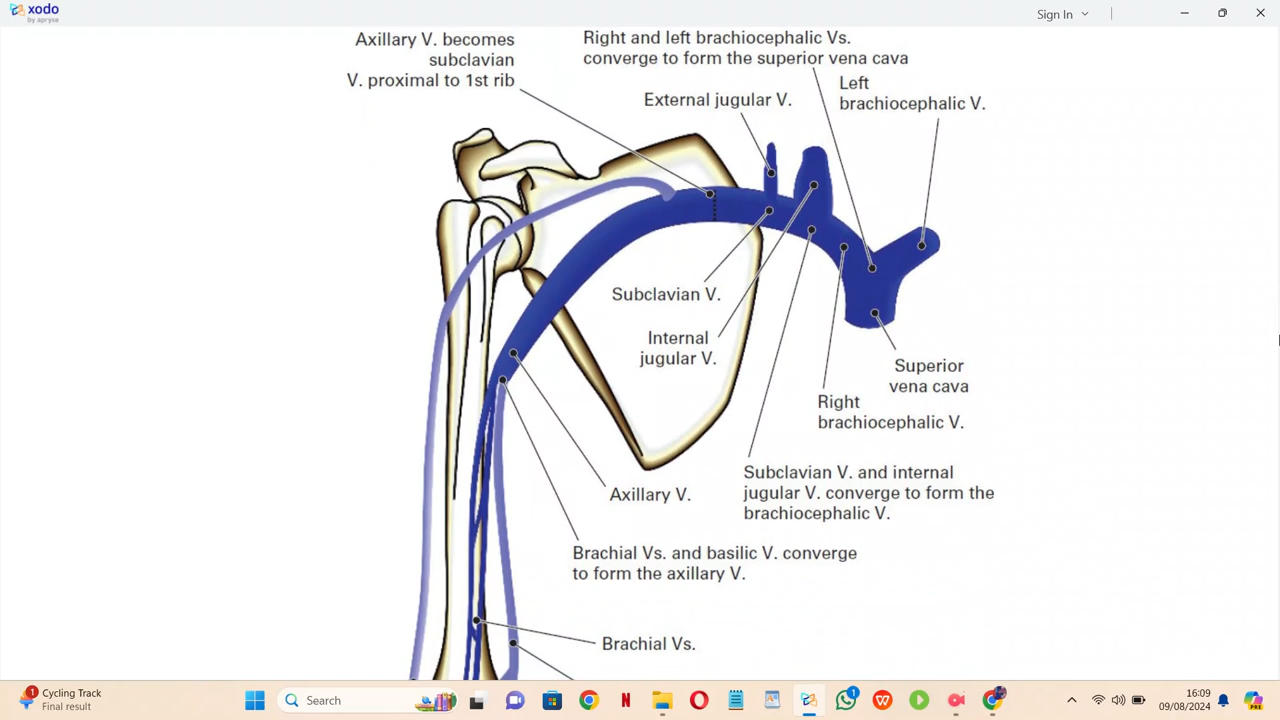 xodo
by apryse
Sign In
Axillary V. becomes
subclavian
V. proximal to 1st rib
Right and left brachiocephalic Vs.
converge to form the superior vena cava
External jugular V.
Left
brachiocephalic V.
Subclavian V.
Internal
jugular V.
Superior
vena cava
Right
brachiocephalic V.
Axillary V.
Subclavian V. and internal
jugular V. converge to form the
brachiocephalic V.
Brachial Vs. and basilic V. converge
to form the axillary V.
Brachial Vs.
1
Cycling Track
Final result
Search
N
1
W
16:09
09/08/2024
PRE